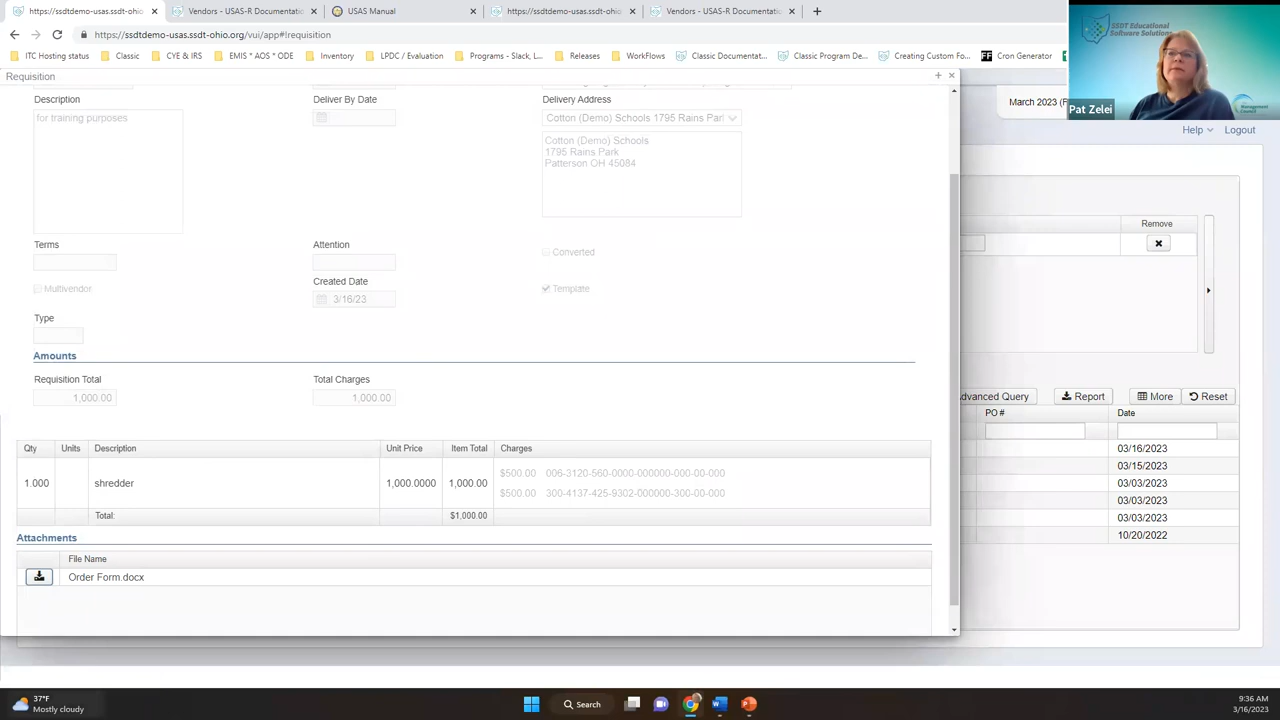 https://ssdtdemo-usas.ssdt-ohio
Vendors - USAS-R Documentatio
USAS Manual
https://ssdtdemo-usas.ssdt-ohio
Vendors - USAS-R Documentatio
https://ssdtdemo-usas.ssdt-ohio.org/vui/app#!requisition
ITC Hosting status
Classic
CYE & IRS
EMIS * AOS * ODE
Inventory
LPDC / Evaluation
Programs - Slack, L...
Releases
WorkFlows
Classic Documentat...
Classic Program De...
Creating Custom Fo...
FF Cron Generator
SSDT Educational
Software Solutions
Pat Zelei
Management
Council
March 2023
Help
Logout
Requisition
Description
Deliver By Date
Delivery Address
for training purposes
Cotton (Demo) Schools 1795 Rains Par
Cotton (Demo) Schools
1795 Rains Park
Patterson OH 45084
Terms
Attention
Converted
Created Date
Multivendor
3/16/23
Template
Type
Amounts
Requisition Total
Total Charges
1,000.00
1,000.00
Qty Units Description Unit Price Item Total Charges
1.000 shredder 1,000.0000 1,000.00
$500.00 006-3120-560-0000-000000-000-00-000
$500.00 300-4137-425-9302-000000-300-00-000
Total: $1,000.00
Attachments
File Name
Order Form.docx
Remove
Advanced Query
Report
More
Reset
PO #
Date
03/16/2023
03/15/2023
03/03/2023
03/03/2023
03/03/2023
10/20/2022
37°F
Mostly cloudy
Search
9:36 AM
3/16/2023